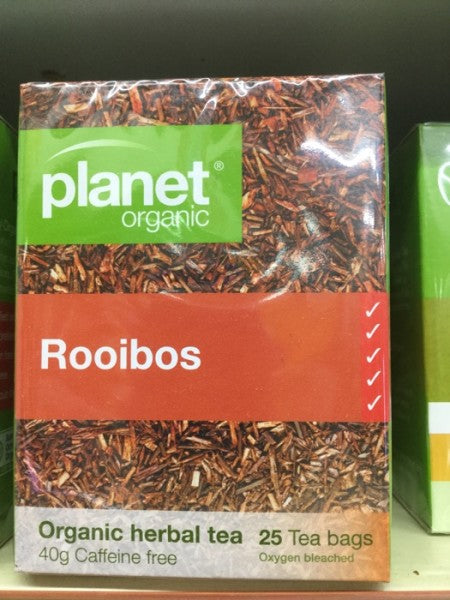 planet®
organic
Rooibos
Organic herbal tea 25 Tea bags
40g Caffeine free Oxygen bleached